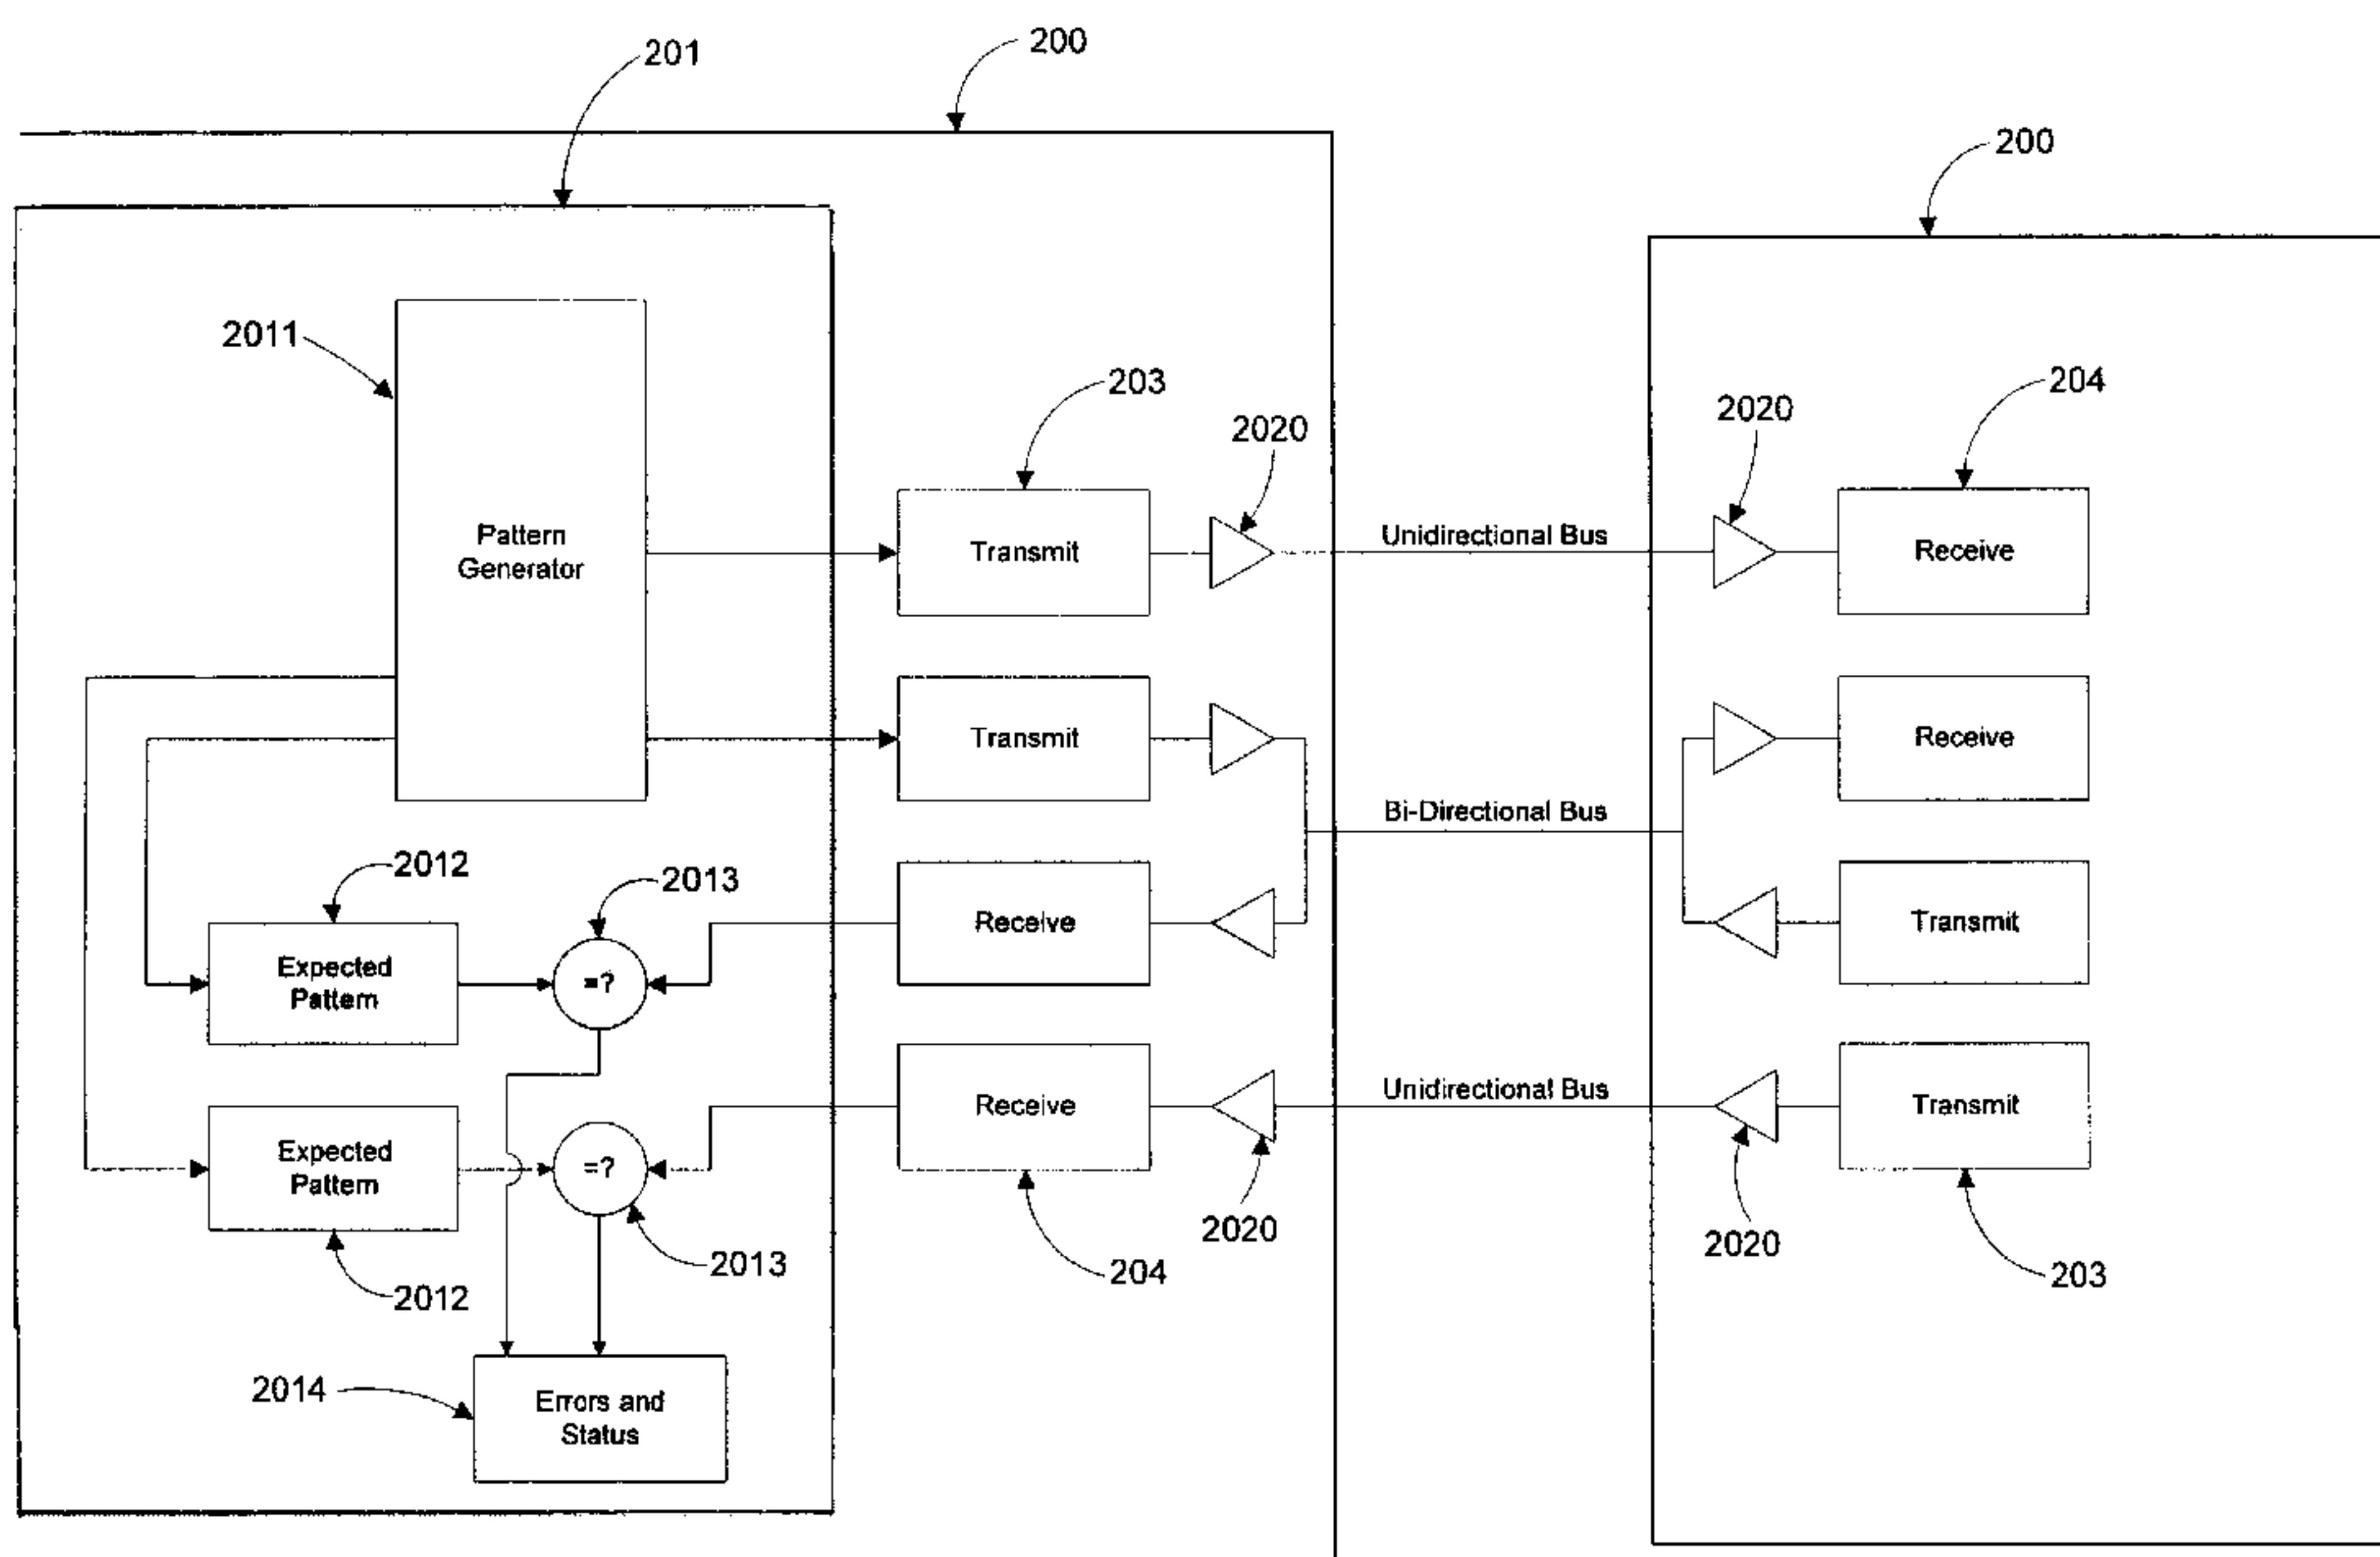 201
200
200
2011
203
2020
2020
204
Pattern
Generator
Transmit
Unidirectional Bus
Receive
Transmit
Receive
Bi-Directional Bus
2012
2013
Expected
Pattern
=?
Receive
Transmit
Expected
Pattern
=?
Receive
Unidirectional Bus
Transmit
2012
2013
204
2020
2020
203
2014
Errors and
Status